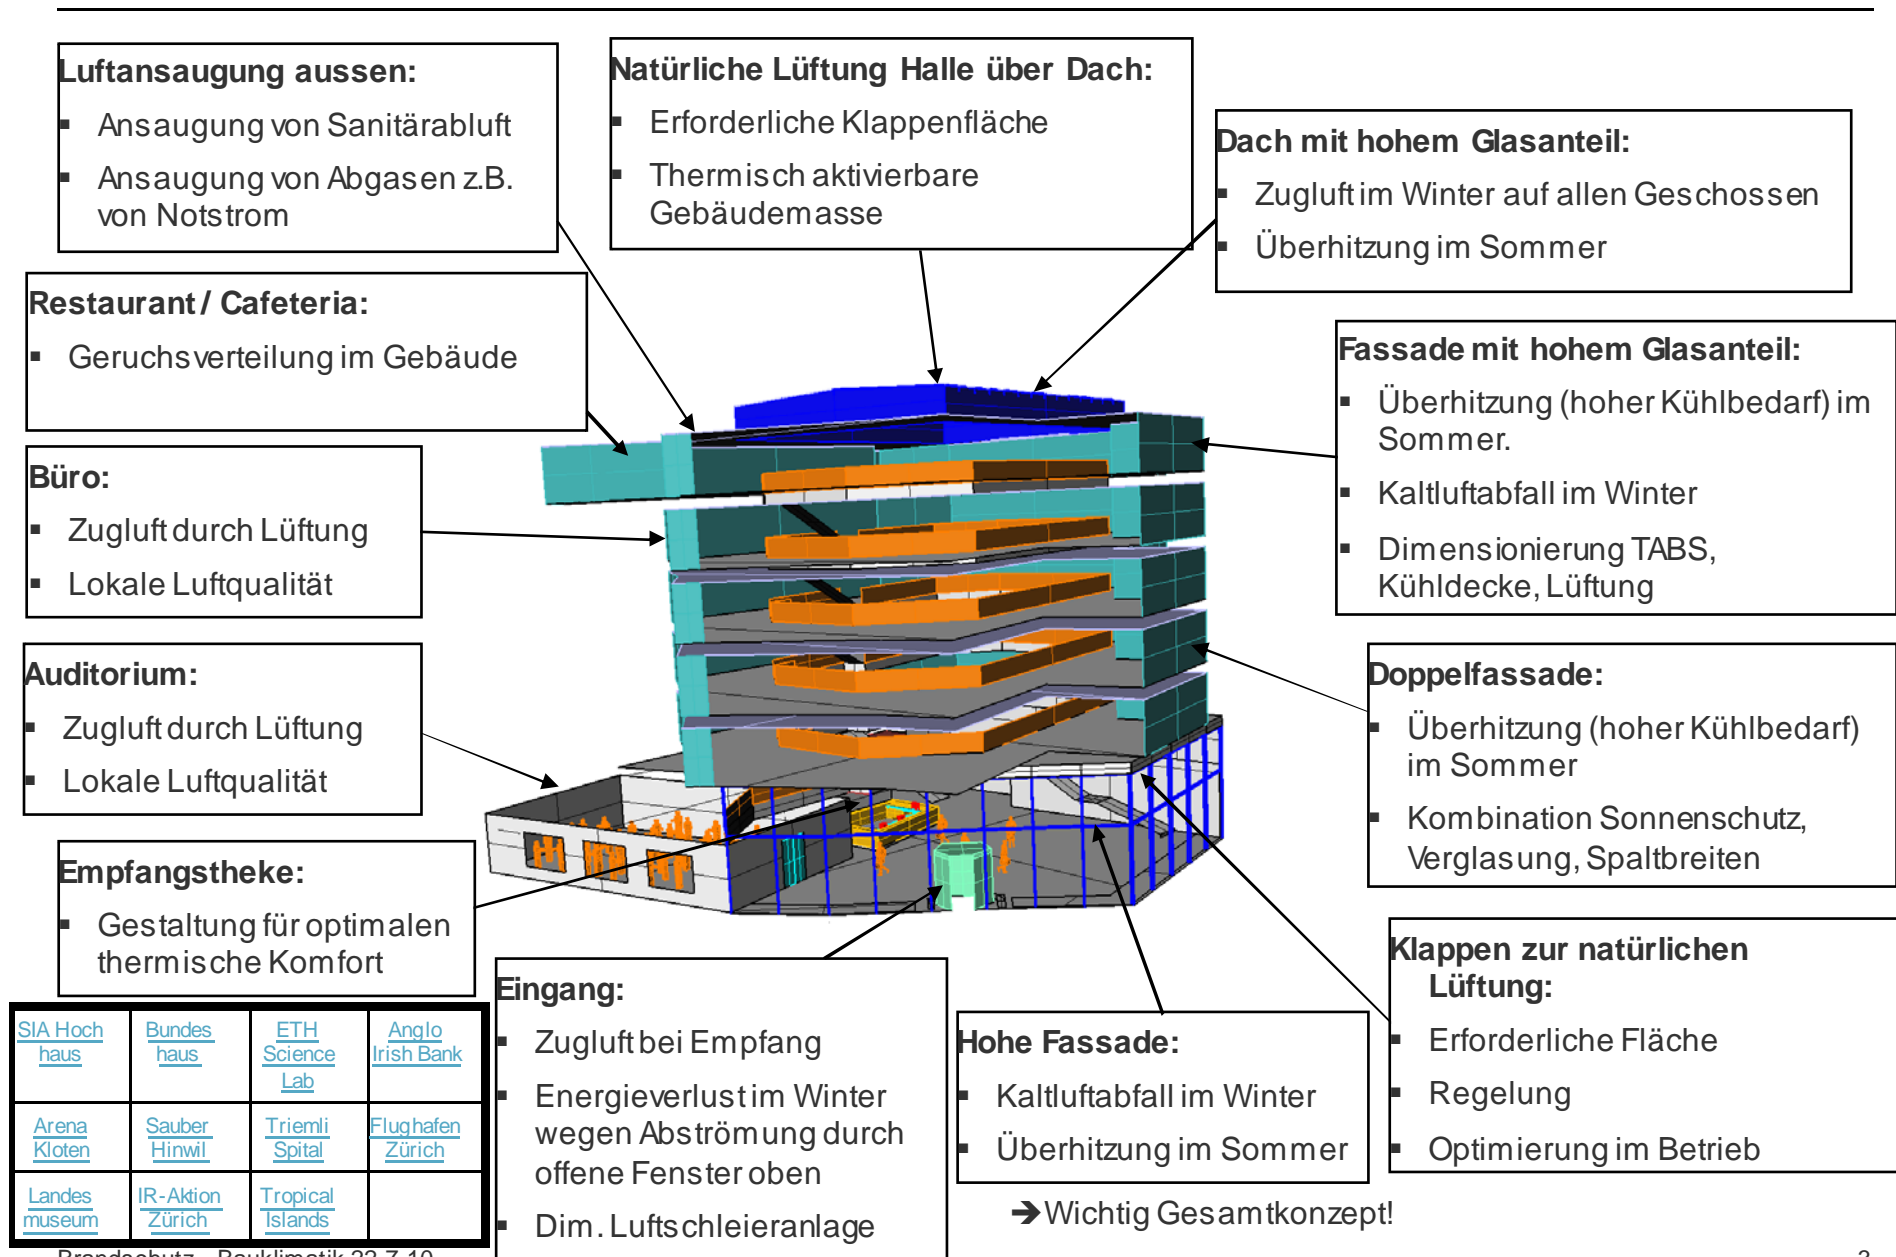 Luftansaugung aussen:
▪ Ansaugung von Sanitärabluft
▪ Ansaugung von Abgasen z.B.
von Notstrom
Natürliche Lüftung Halle über Dach:
▪ Erforderliche Klappenfläche
▪ Thermisch aktivierbare
Gebäudemasse
Dach mit hohem Glasanteil:
▪ Zugluft im Winter auf allen Geschossen
▪ Überhitzung im Sommer
Restaurant / Cafeteria:
▪ Geruchsverteilung im Gebäude
Fassade mit hohem Glasanteil:
▪ Überhitzung (hoher Kühlbedarf) im
Sommer.
▪ Kaltluftabfall im Winter
▪ Dimensionierung TABS,
Kühldecke, Lüftung
Büro:
▪ Zugluft durch Lüftung
▪ Lokale Luftqualität
Auditorium:
▪ Zugluft durch Lüftung
▪ Lokale Luftqualität
Doppelfassade:
▪ Überhitzung (hoher Kühlbedarf)
im Sommer
▪ Kombination Sonnenschutz,
Verglasung, Spaltbreiten
Empfangstheke:
▪ Gestaltung für optimalen
thermische Komfort
Eingang:
▪ Zugluft bei Empfang
▪ Energieverlust im Winter
wegen Abströmung durch
offene Fenster oben
▪ Dim. Luftschleieranlage
Hohe Fassade:
▪ Kaltluftabfall im Winter
▪ Überhitzung im Sommer
Klappen zur natürlichen
Lüftung:
▪ Erforderliche Fläche
▪ Regelung
▪ Optimierung im Betrieb
➔Wichtig Gesamtkonzept!
SIA Hoch
haus
Bundes
haus
ETH
Science
Lab
Anglo
Irish Bank
Arena
Kloten
Sauber
Hinwil
Triemli
Spital
Flughafen
Zürich
Landes
museum
IR-Aktion
Zürich
Tropical
Islands
Brandschutz - Bauklimatik 22.7.10
3